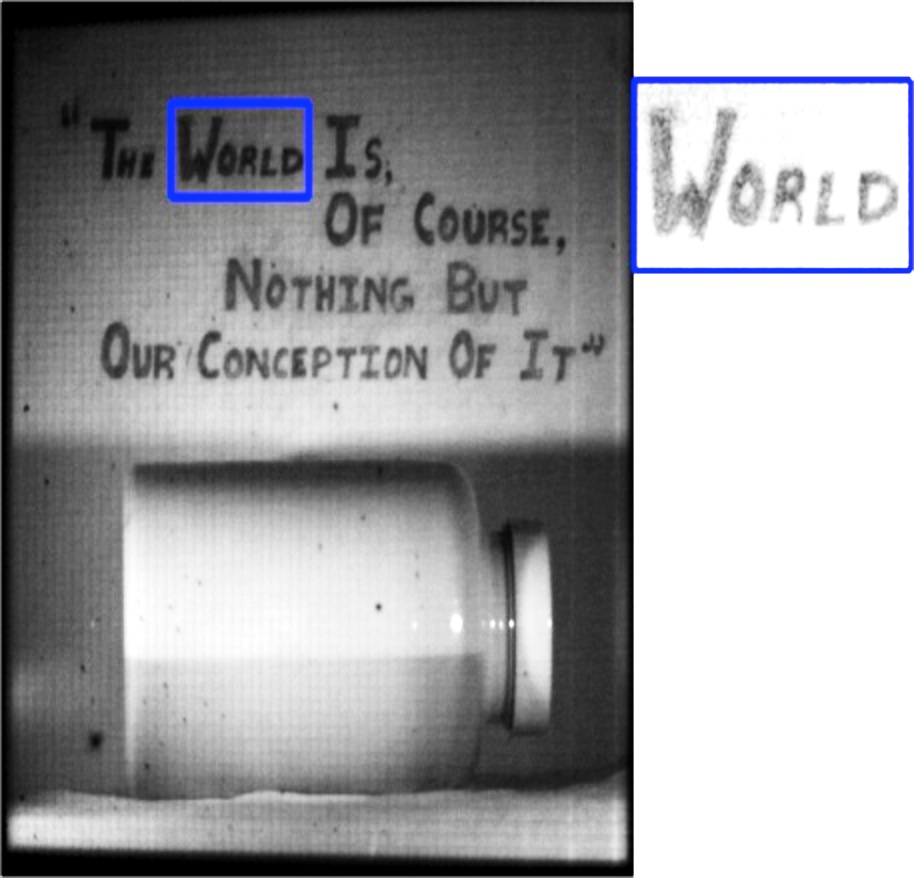 "THE WORLD IS,
OF COURSE,
NOTHING BUT
OUR CONCEPTION OF IT"
WORLD